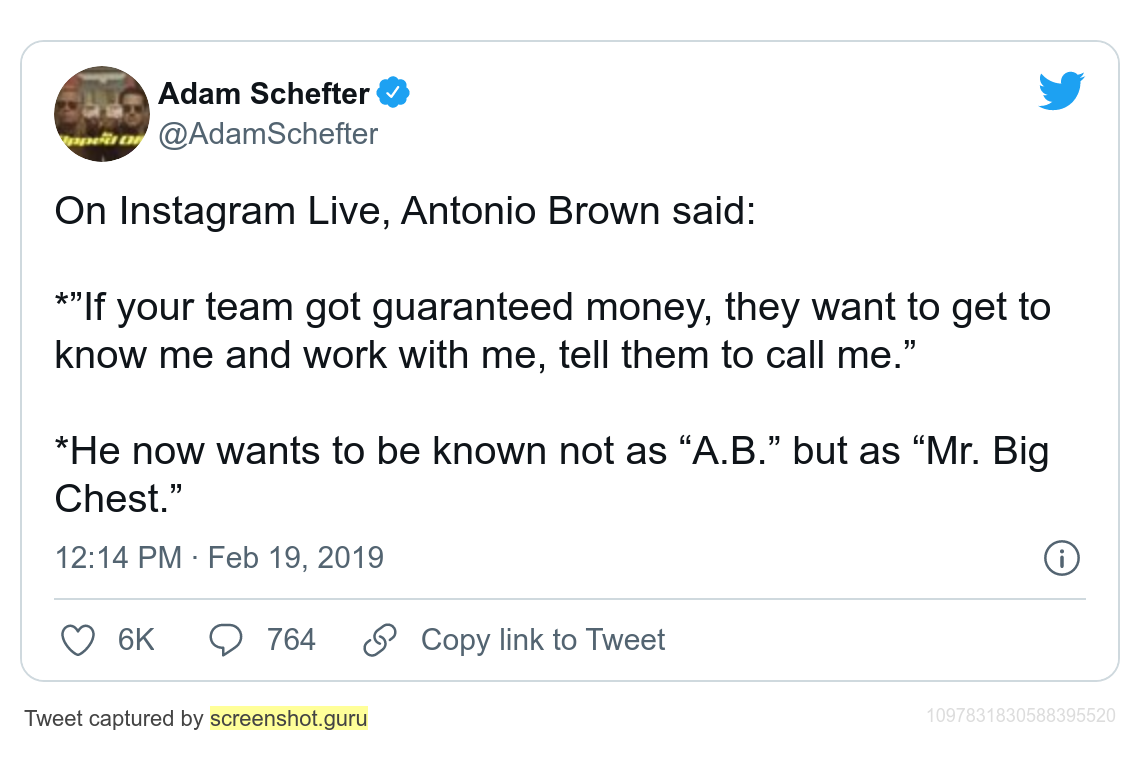 Adam Schefter
@AdamSchefter
On Instagram Live, Antonio Brown said:
*”If your team got guaranteed money, they want to get to
know me and work with me, tell them to call me.”
*He now wants to be known not as “A.B.” but as “Mr. Big
Chest.”
12:14 PM · Feb 19, 2019
6K 764 Copy link to Tweet
Tweet captured by screenshot.guru
1097831830588395520